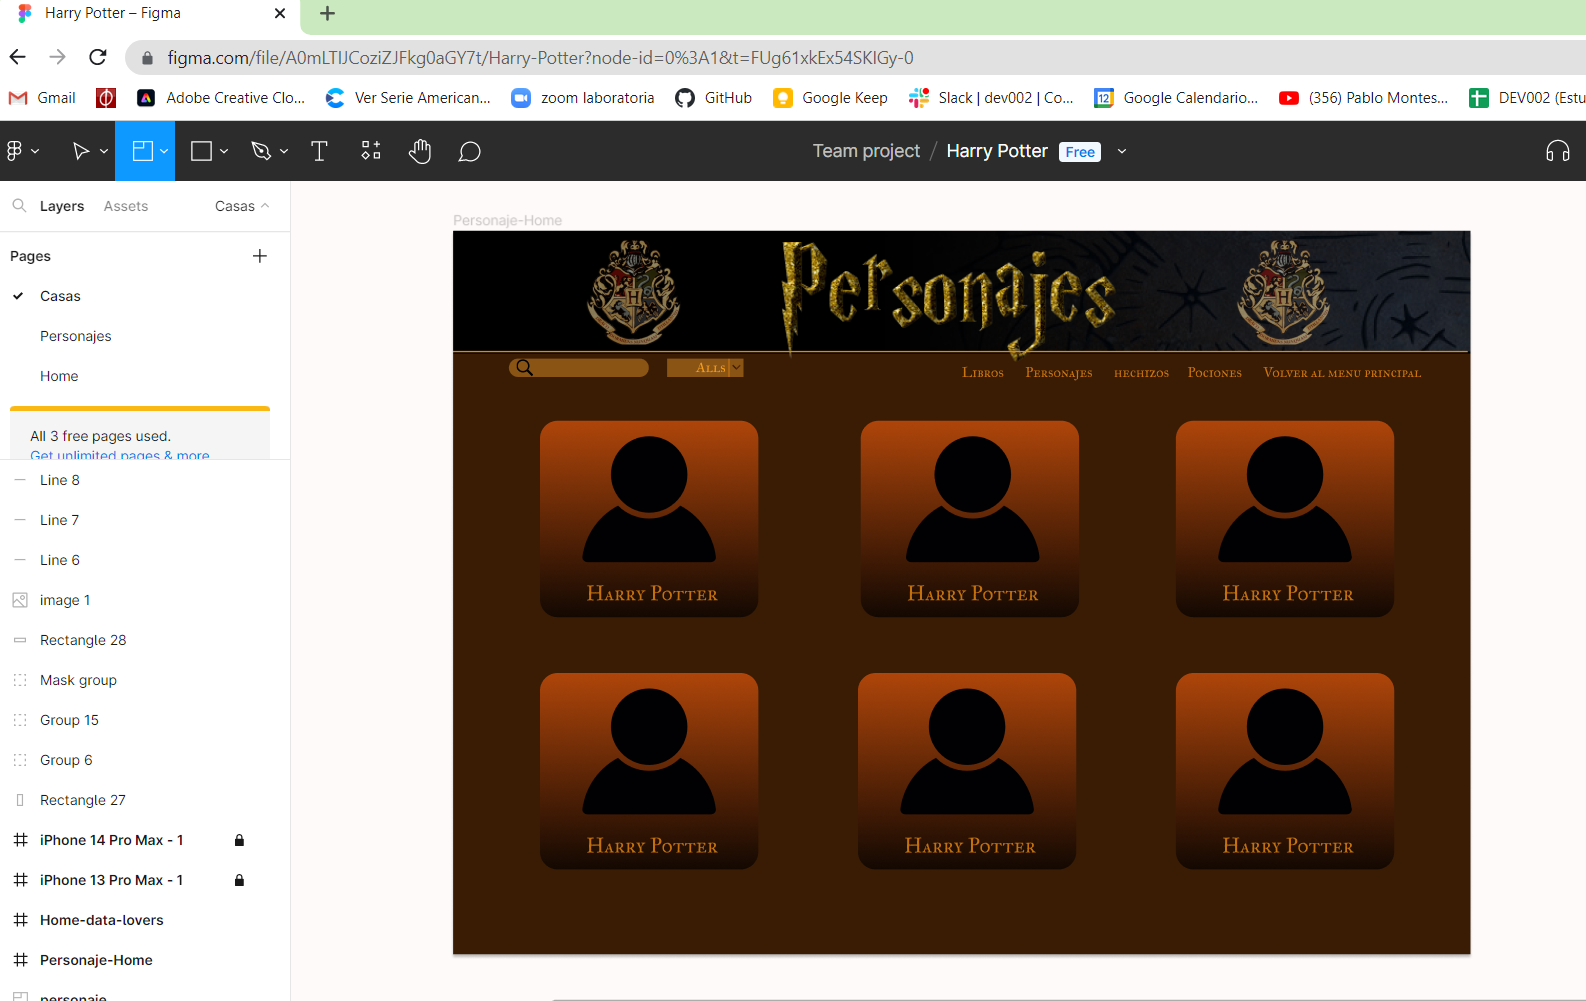 Harry Potter – Figma
figma.com/file/A0mLTlJCoziZJFkg0aGY7t/Harry-Potter?node-id=0%3A1&t=FUg61xkEx54SKlGy-0
Gmail Adobe Creative Clo... Ver Serie American... zoom laboratoria GitHub Google Keep Slack | dev002 | Co... 12 Google Calendario... (356) Pablo Montes... DEV002 (Estu
Team project / Harry Potter Free
Layers Assets Casas
Pages
Casas
Personajes
Home
All 3 free pages used.
Get unlimited pages & more
Line 8
Line 7
Line 6
image 1
Rectangle 28
Mask group
Group 15
Group 6
Rectangle 27
iPhone 14 Pro Max - 1
iPhone 13 Pro Max - 1
Home-data-lovers
Personaje-Home
personaje
Personaje-Home
Personajes
Alls Libros Personajes hechizos Pociones Volver al menu principal
Harry Potter Harry Potter Harry Potter
Harry Potter Harry Potter Harry Potter